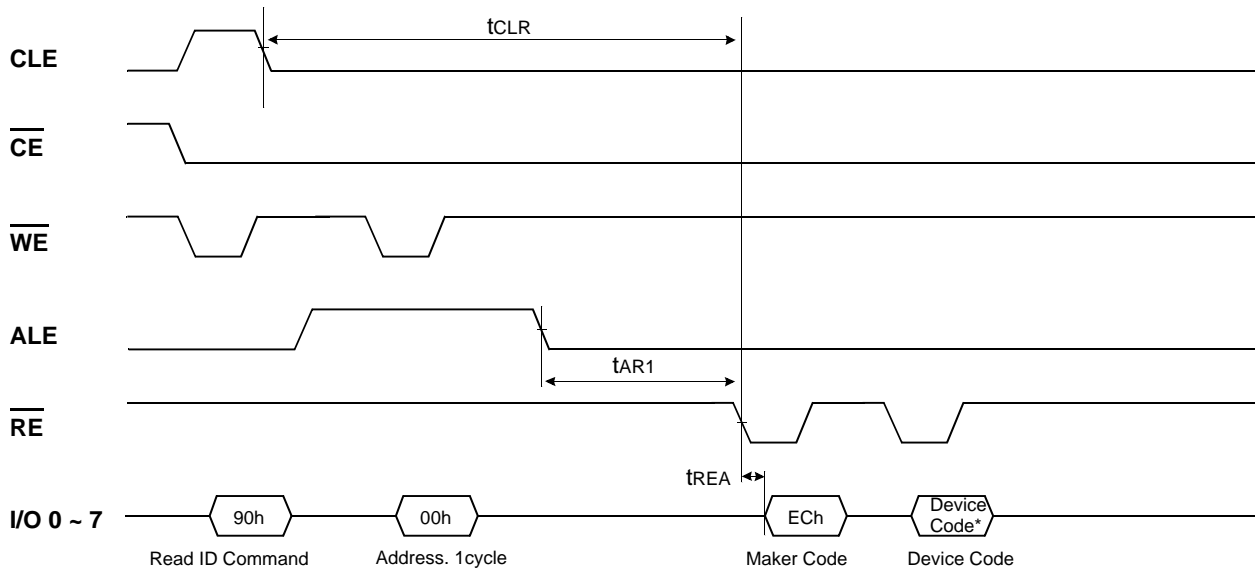 tCLR
CLE
CE
WE
ALE
tAR1
RE
tREA
I/O 0 ~ 7
90h
00h
ECh
Device
Code*
Read ID Command
Address. 1cycle
Maker Code
Device Code